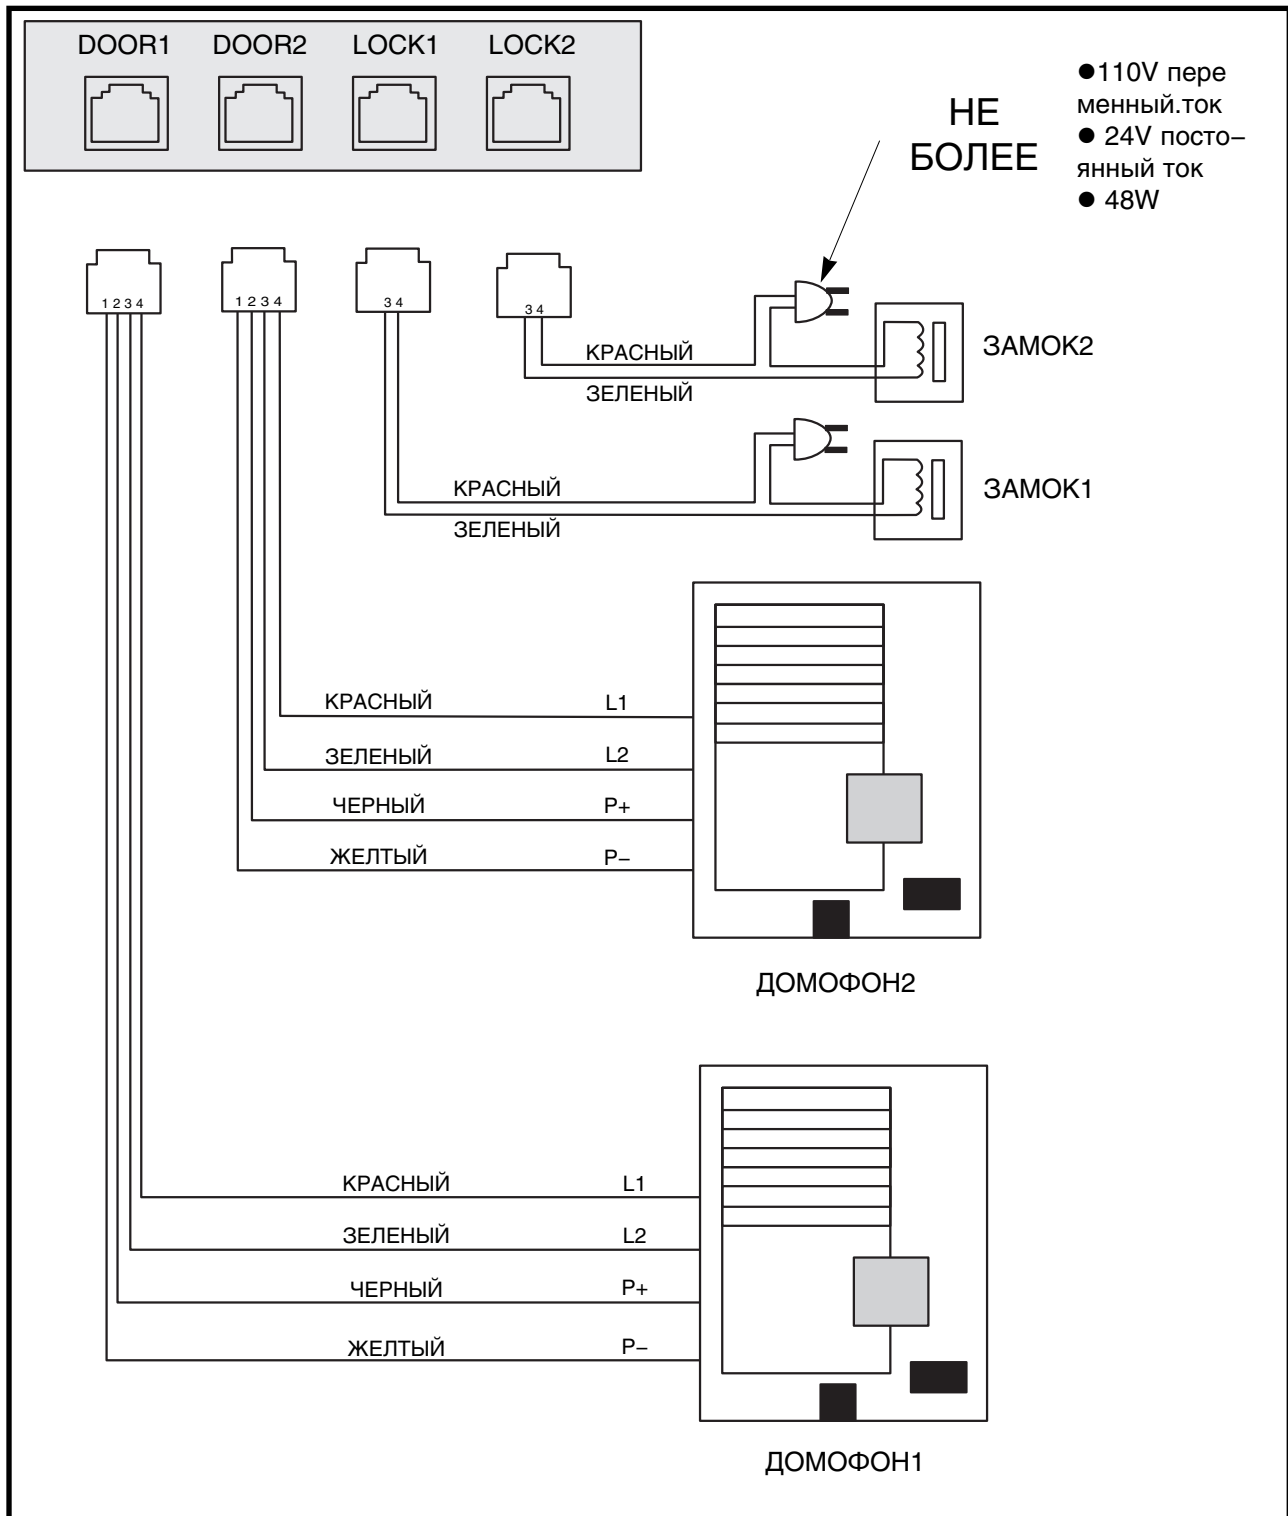 DOOR1 DOOR2 LOCK1 LOCK2
НЕ
БОЛЕЕ
●110V пере
менный.ток
● 24V посто–
янный ток
● 48W
1 2 3 4
1 2 3 4
3 4
3 4
КРАСНЫЙ
ЗЕЛЕНЫЙ
ЗАМОК2
КРАСНЫЙ
ЗЕЛЕНЫЙ
ЗАМОК1
КРАСНЫЙ L1
ЗЕЛЕНЫЙ L2
ЧЕРНЫЙ P+
ЖЕЛТЫЙ P–
ДОМОФОН2
КРАСНЫЙ L1
ЗЕЛЕНЫЙ L2
ЧЕРНЫЙ P+
ЖЕЛТЫЙ P–
ДОМОФОН1